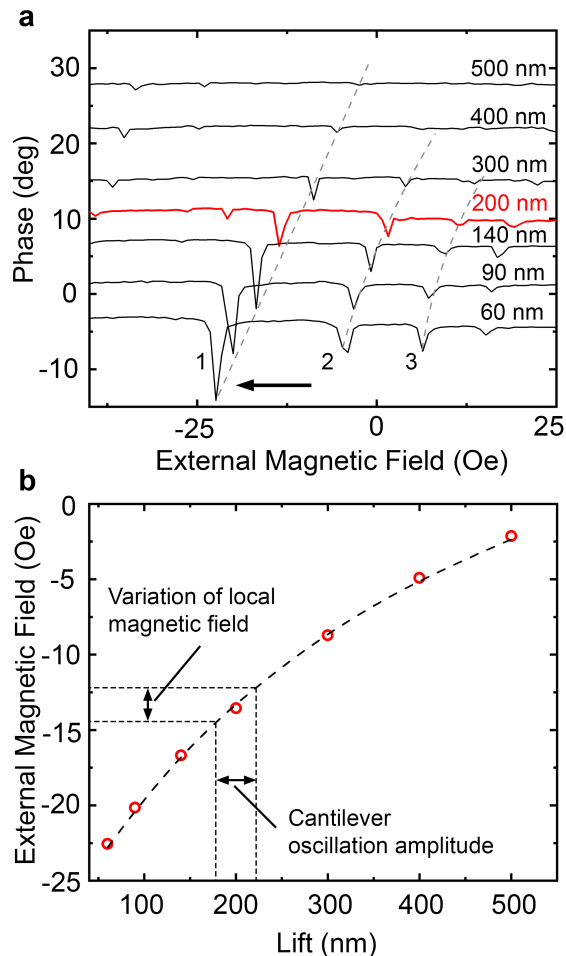 a
30
20
10
0
-10
Phase (deg)
500 nm
400 nm
300 nm
200 nm
140 nm
90 nm
60 nm
1
2
3
-25
0
25
External Magnetic Field (Oe)
b
0
-5
-10
-15
-20
-25
External Magnetic Field (Oe)
Variation of local
magnetic field
Cantilever
oscillation amplitude
100
200
300
400
500
Lift (nm)